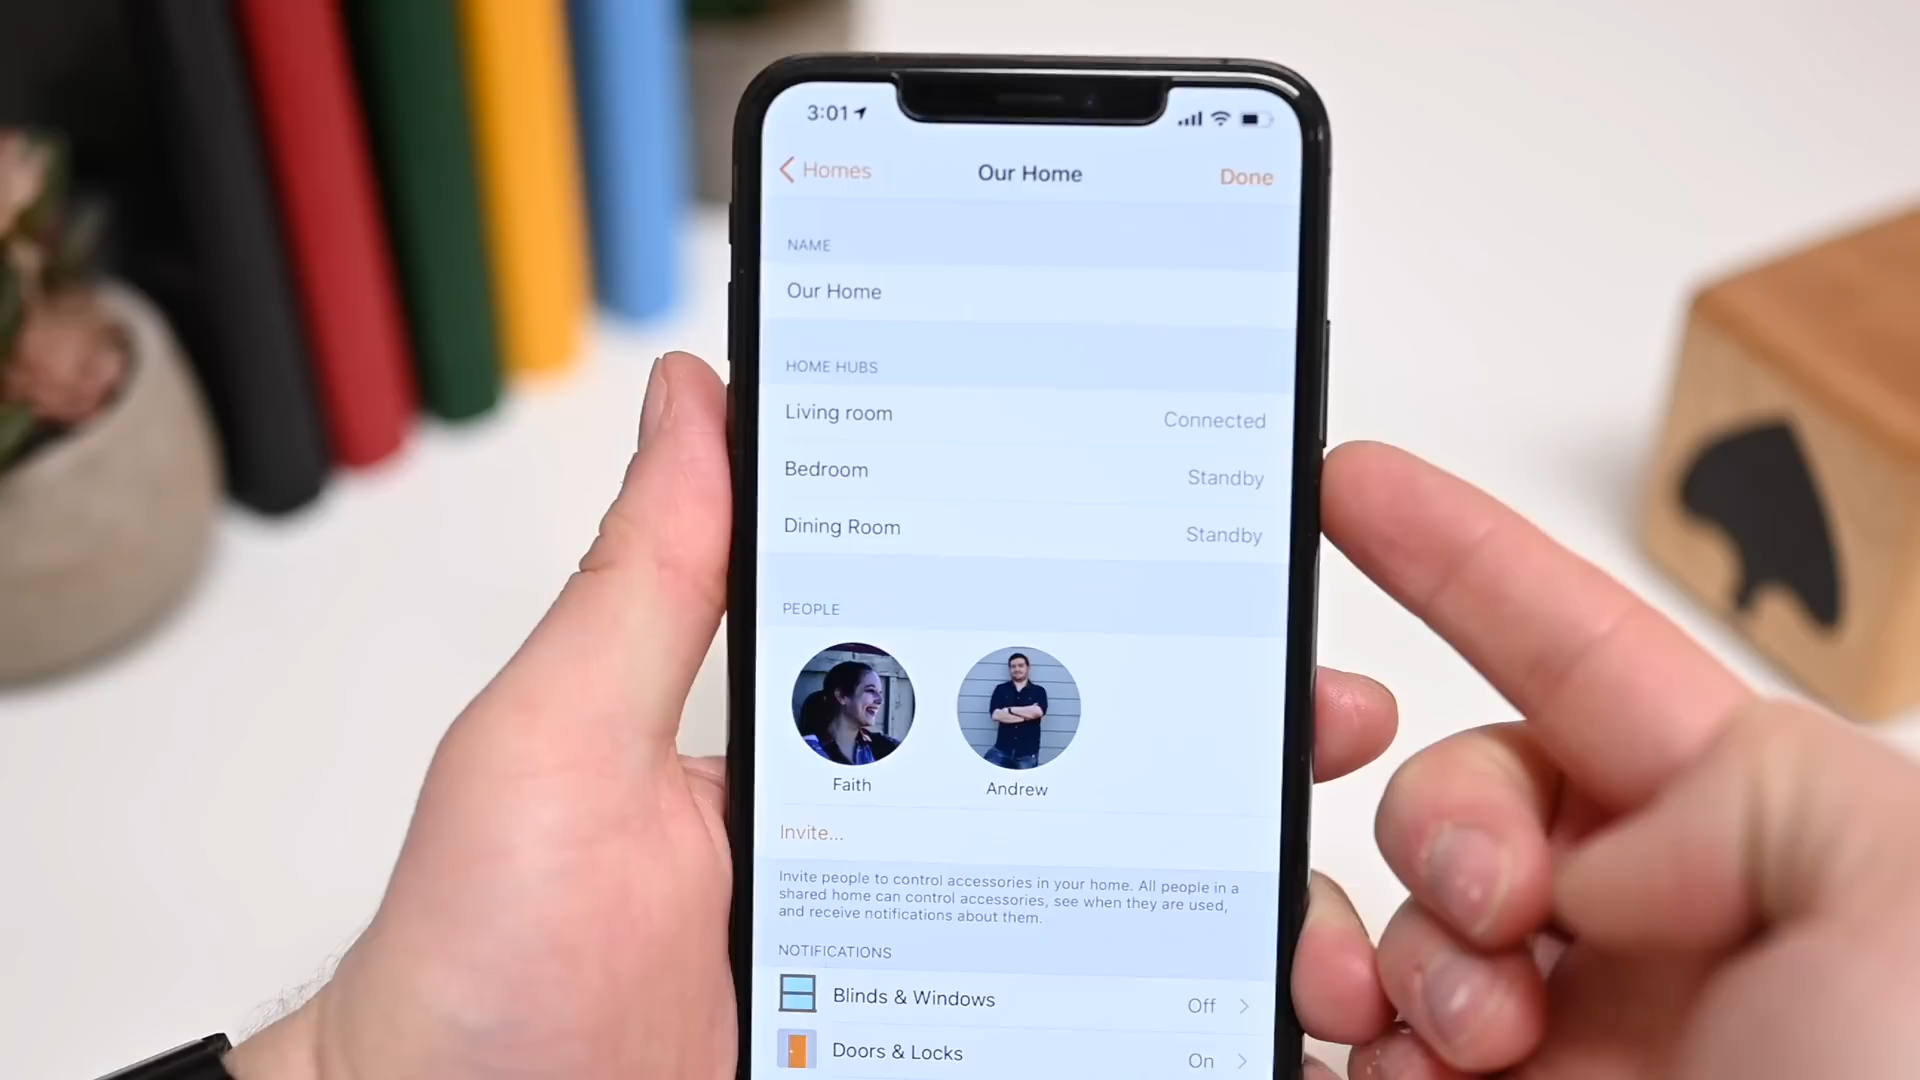 3:01
Homes
Our Home
Done
NAME
Our Home
HOME HUBS
Living room
Connected
Bedroom
Standby
Dining Room
Standby
PEOPLE
Faith
Andrew
Invite...
Invite people to control accessories in your home. All people in a
shared home can control accessories, see when they are used,
and receive notifications about them.
NOTIFICATIONS
Blinds & Windows
Off
Doors & Locks
On